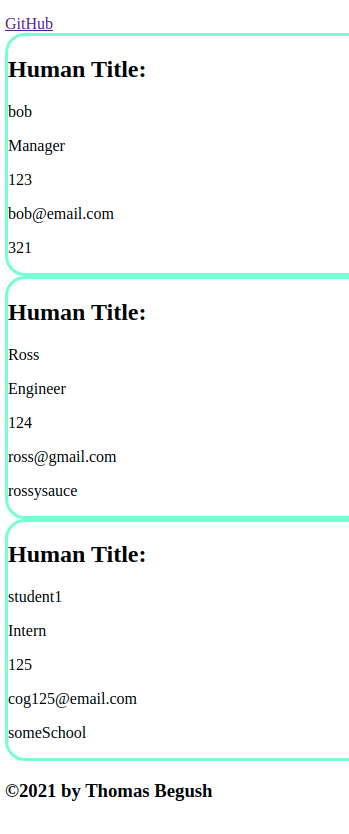 GitHub
Human Title:
bob
Manager
123
bob@email.com
321
Human Title:
Ross
Engineer
124
ross@gmail.com
rossysauce
Human Title:
student1
Intern
125
cog125@email.com
someSchool
©2021 by Thomas Begush